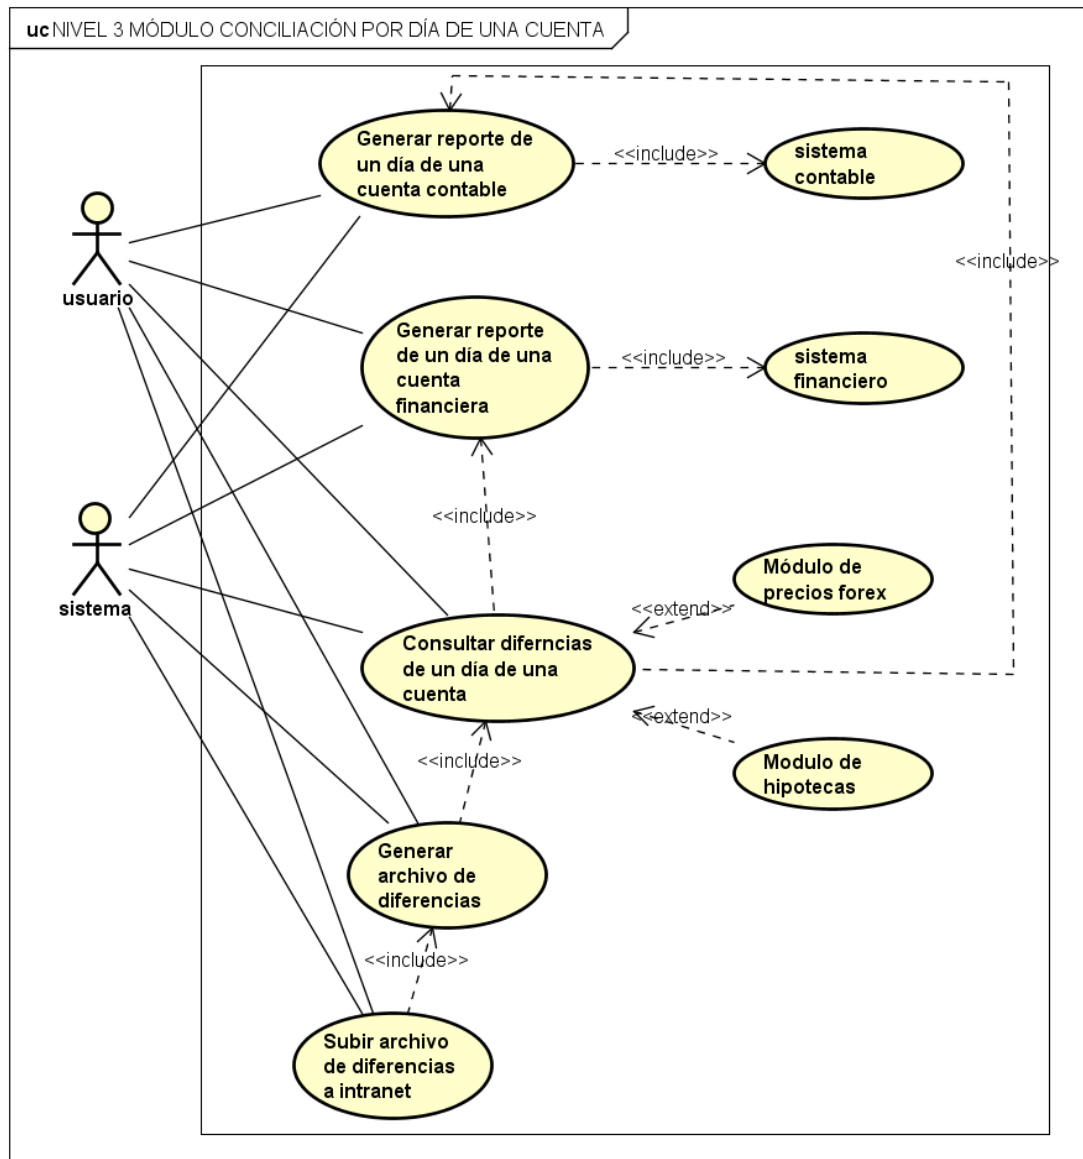 uc NIVEL 3 MÓDULO CONCILIACIÓN POR DÍA DE UNA CUENTA
Generar reporte de
un día de una
cuenta contable
<<include>>
sistema
contable
usuario
<<include>>
Generar reporte
de un día de una
cuenta
financiera
<<include>>
sistema
financiero
sistema
<<include>>
Módulo de
precios forex
<<extend>>
Consultar diferncias
de un día de una
cuenta
<<extend>>
Modulo de
hipotecas
<<include>>
Generar
archivo de
diferencias
<<include>>
Subir archivo
de diferencias
a intranet